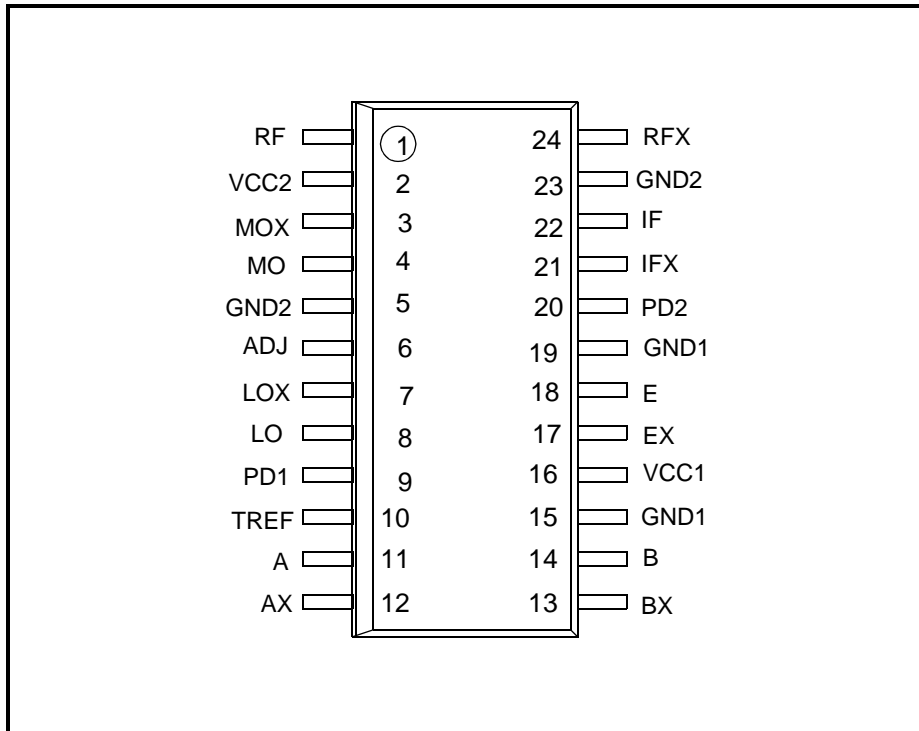 RF 1 24 RFX
VCC2 2 23 GND2
MOX 3 22 IF
MO 4 21 IFX
GND2 5 20 PD2
ADJ 6 19 GND1
LOX 7 18 E
LO 8 17 EX
PD1 9 16 VCC1
TREF 10 15 GND1
A 11 14 B
AX 12 13 BX